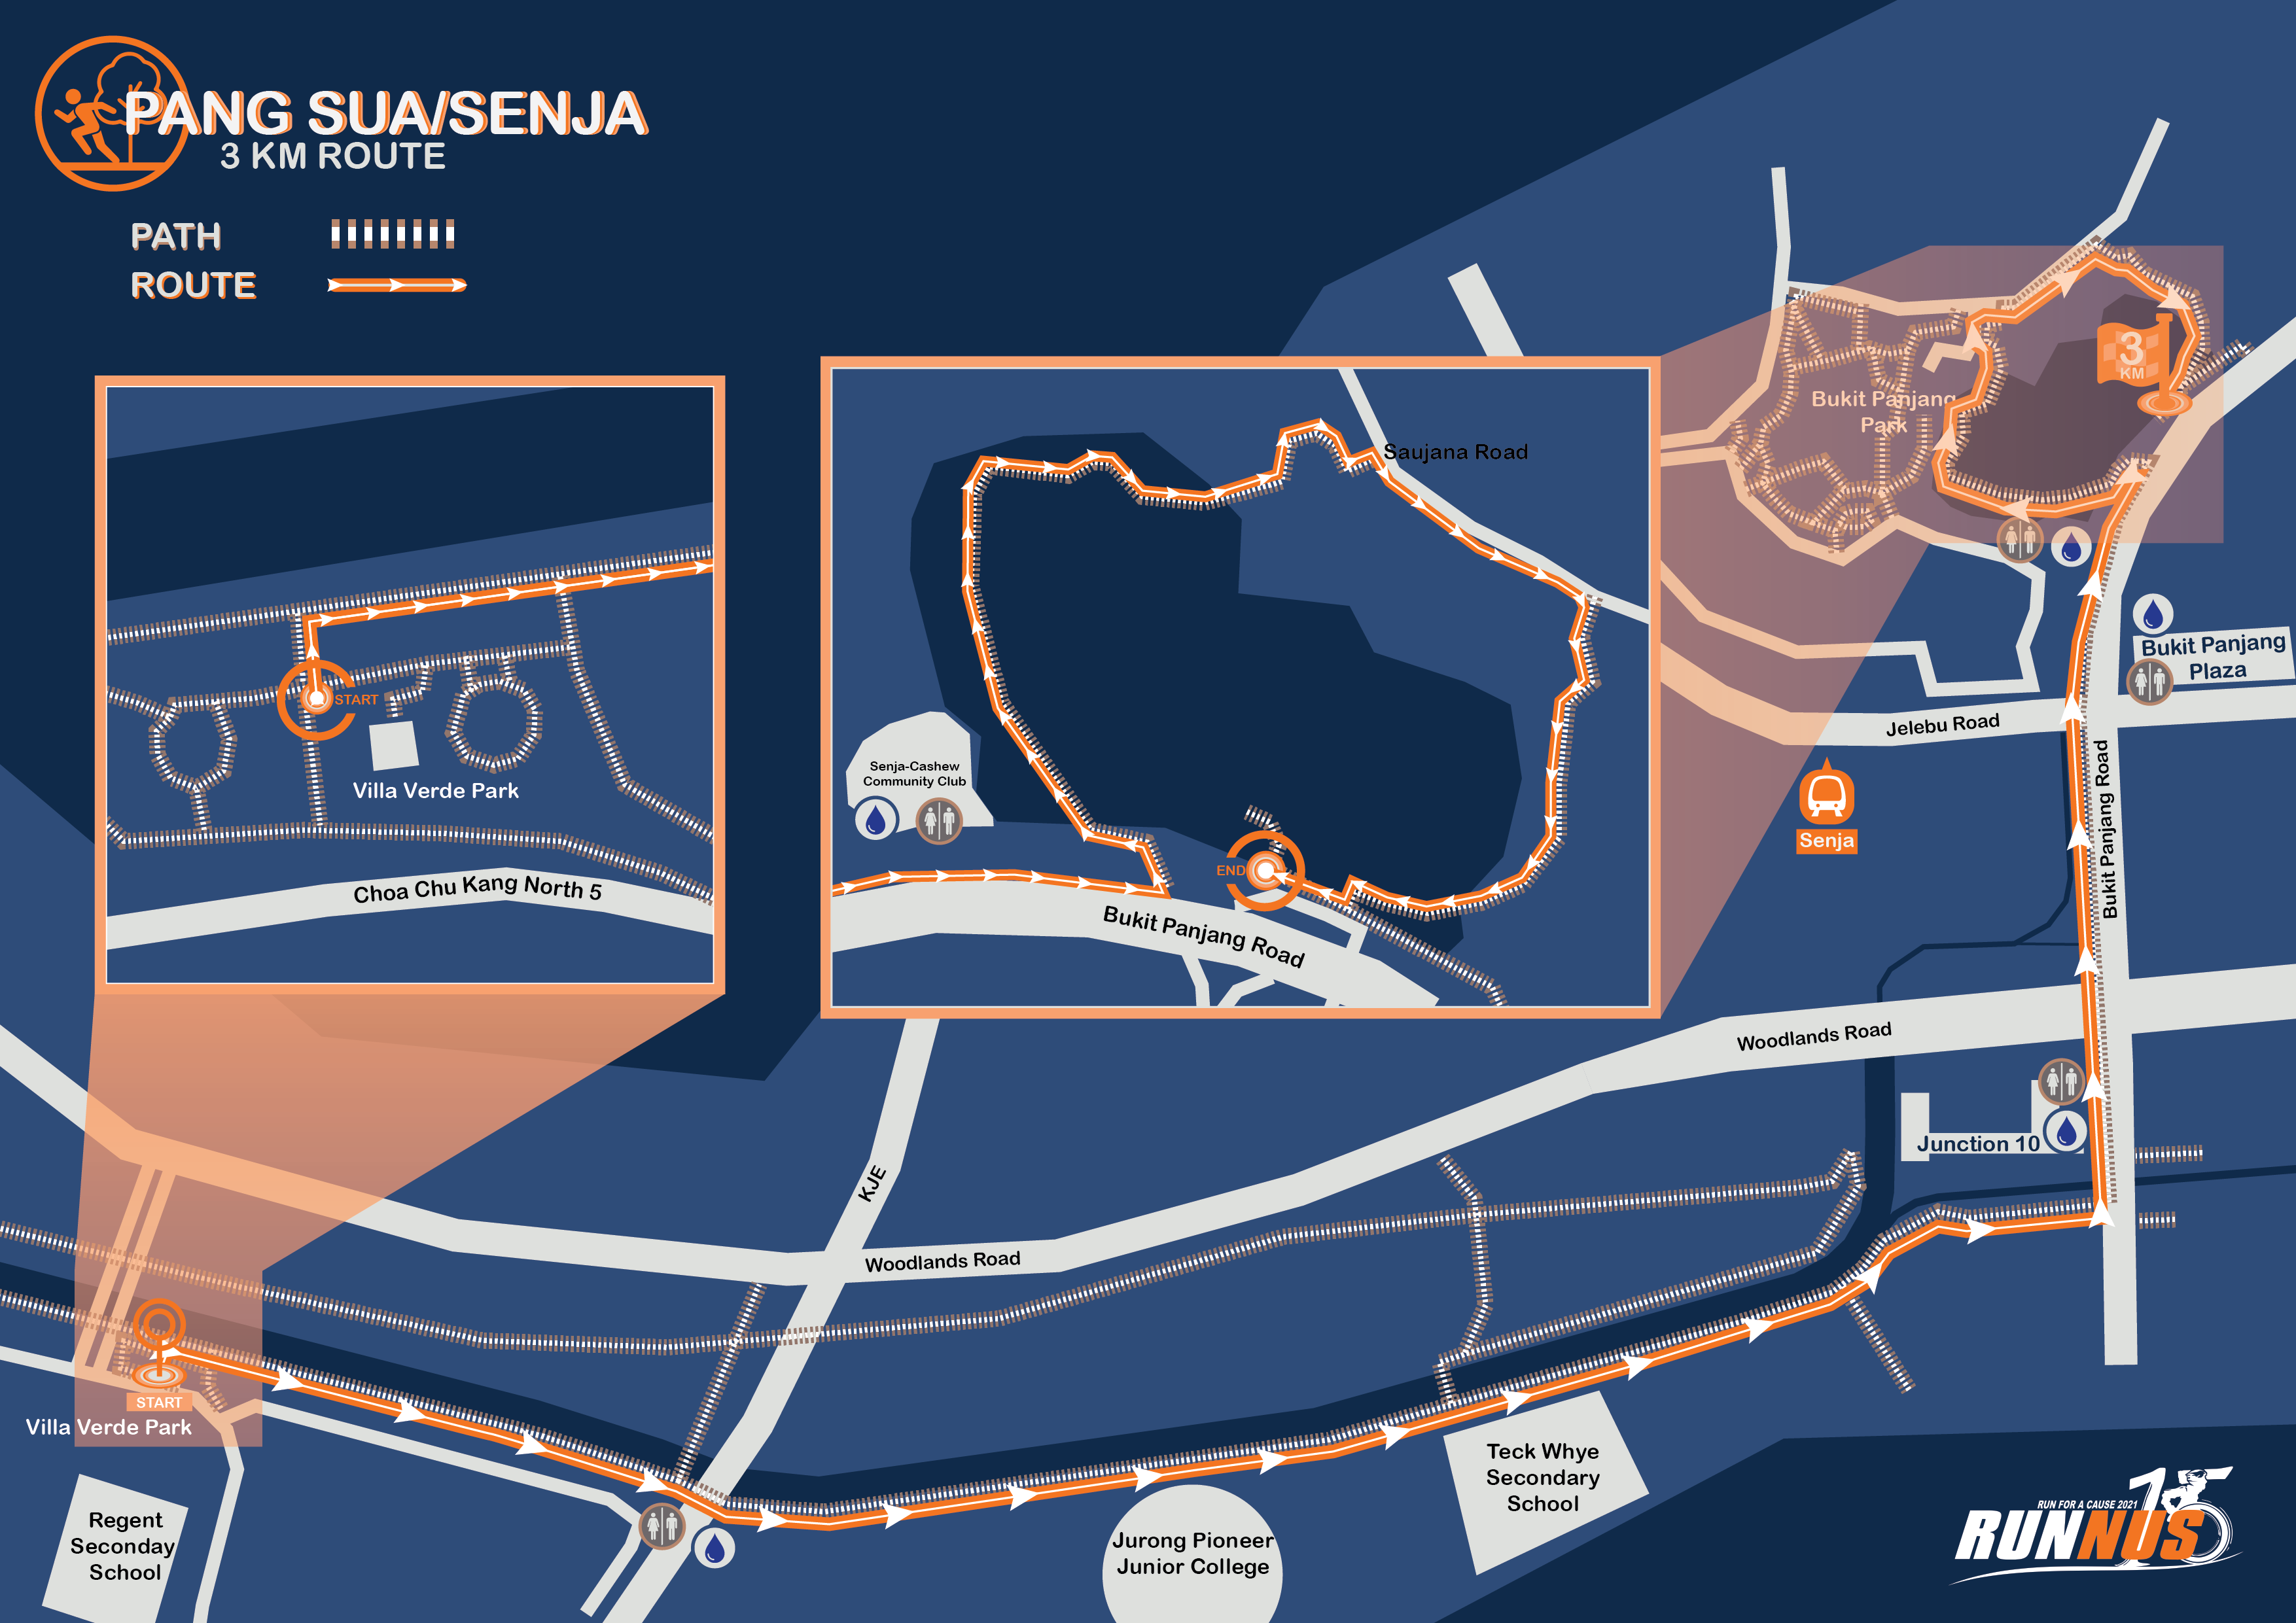 PANG SUA/SENJA
3 KM ROUTE
PATH
ROUTE
START
Villa Verde Park
Choa Chu Kang North 5
Saujana Road
Senja-Cashew
Community Club
END
Bukit Panjang Road
Bukit Panjang
Park
3
KM
Bukit Panjang
Plaza
Jelebu Road
Senja
Bukit Panjang Road
Woodlands Road
Junction 10
KJE
Woodlands Road
START
Villa Verde Park
Regent
Seconday
School
Jurong Pioneer
Junior College
Teck Whye
Secondary
School
RUN FOR A CAUSE 2021
RUNNUS
15